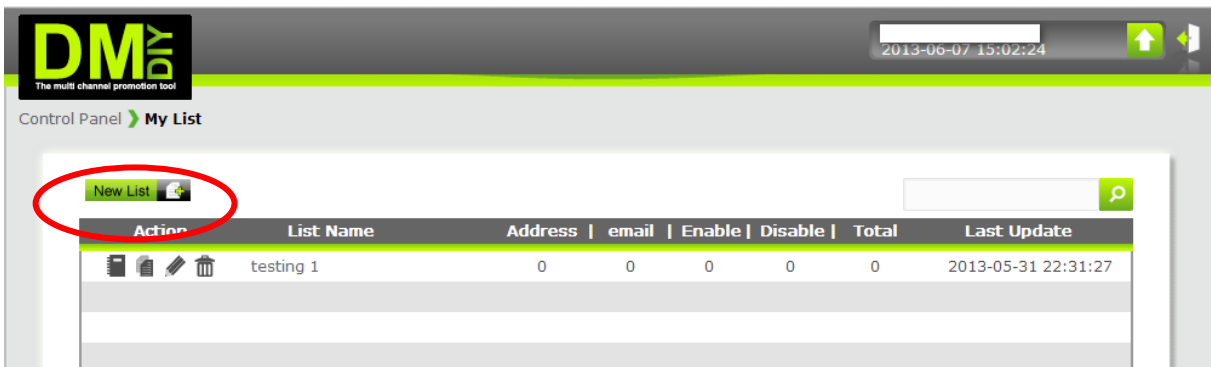 DM DIY
The multi channel promotion tool
2013-06-07 15:02:24
Control Panel ❯ My List
New List
Action List Name Address | email | Enable | Disable | Total Last Update
testing 1 0 0 0 0 0 2013-05-31 22:31:27